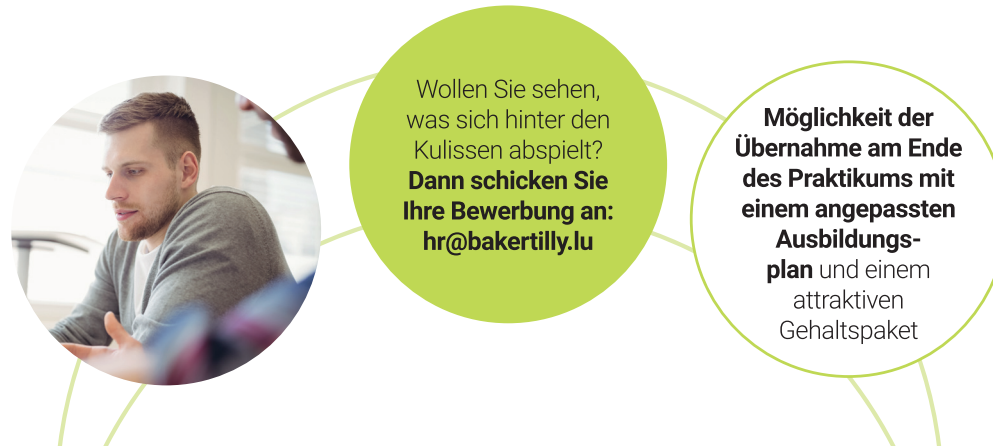 Wollen Sie sehen,
was sich hinter den
Kulissen abspielt?
Dann schicken Sie
Ihre Bewerbung an:
hr@bakertilly.lu
Möglichkeit der
Übernahme am Ende
des Praktikums mit
einem angepassten
Ausbildungs-
plan und einem
attraktiven
Gehaltspaket